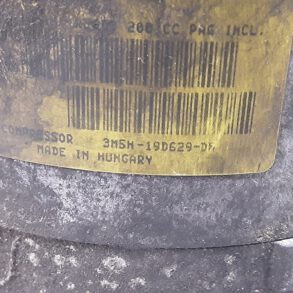 200 CC PAG INCL.
COMPRESSOR 3M5H-19D629-D
MADE IN HUNGARY